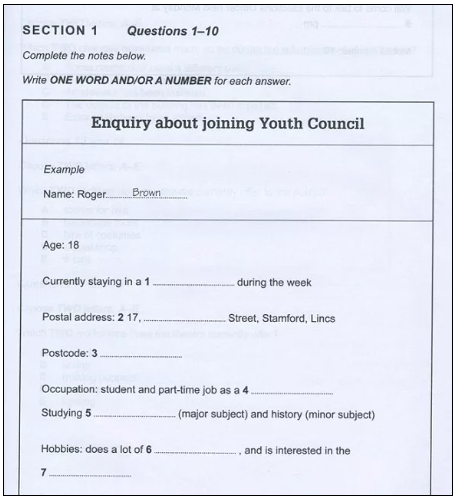 SECTION 1 Questions 1–10
Complete the notes below.
Write ONE WORD AND/OR A NUMBER for each answer.
Enquiry about joining Youth Council
Example
Name: Roger......Brown..............
Age: 18
Currently staying in a 1 .......................... during the week
Postal address: 2 17, .......................... Street, Stamford, Lincs
Postcode: 3 ..........................
Occupation: student and part-time job as a 4 ..........................
Studying 5 .......................... (major subject) and history (minor subject)
Hobbies: does a lot of 6 .......................... , and is interested in the
7 ..........................